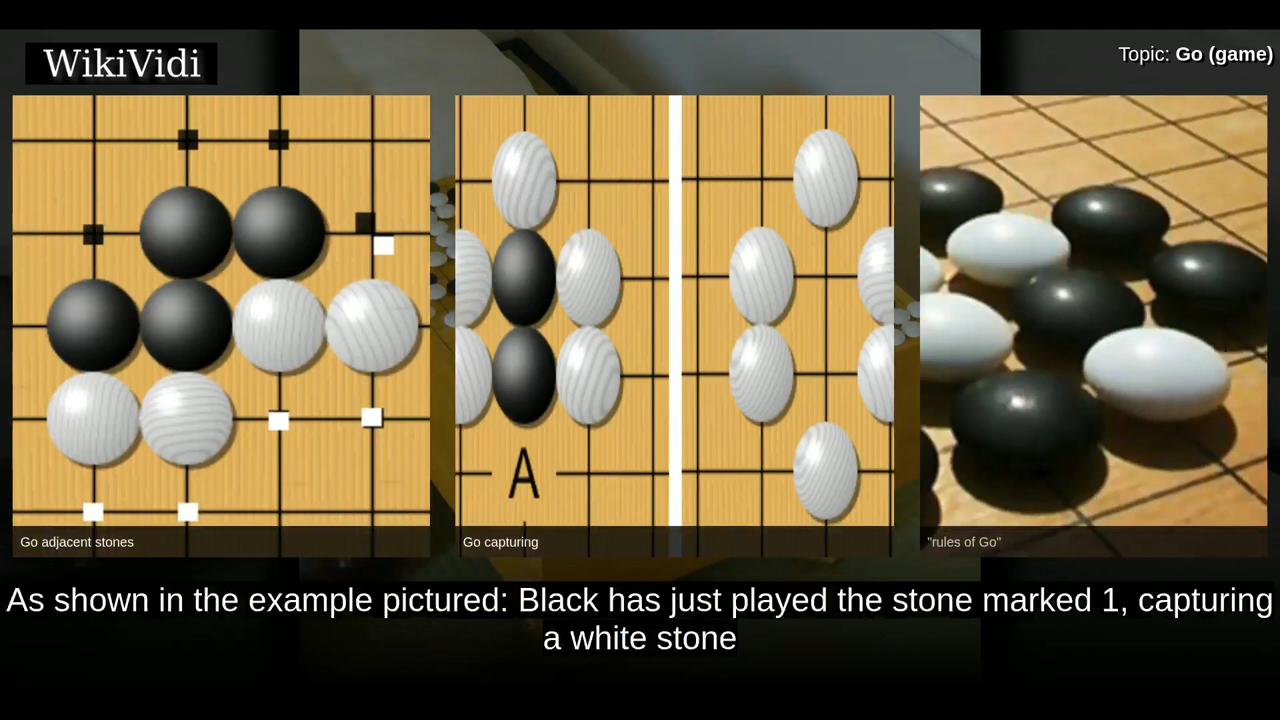 WikiVidi
Topic: Go (game)
A
Go adjacent stones
Go capturing
"rules of Go"
As shown in the example pictured: Black has just played the stone marked 1, capturing
a white stone